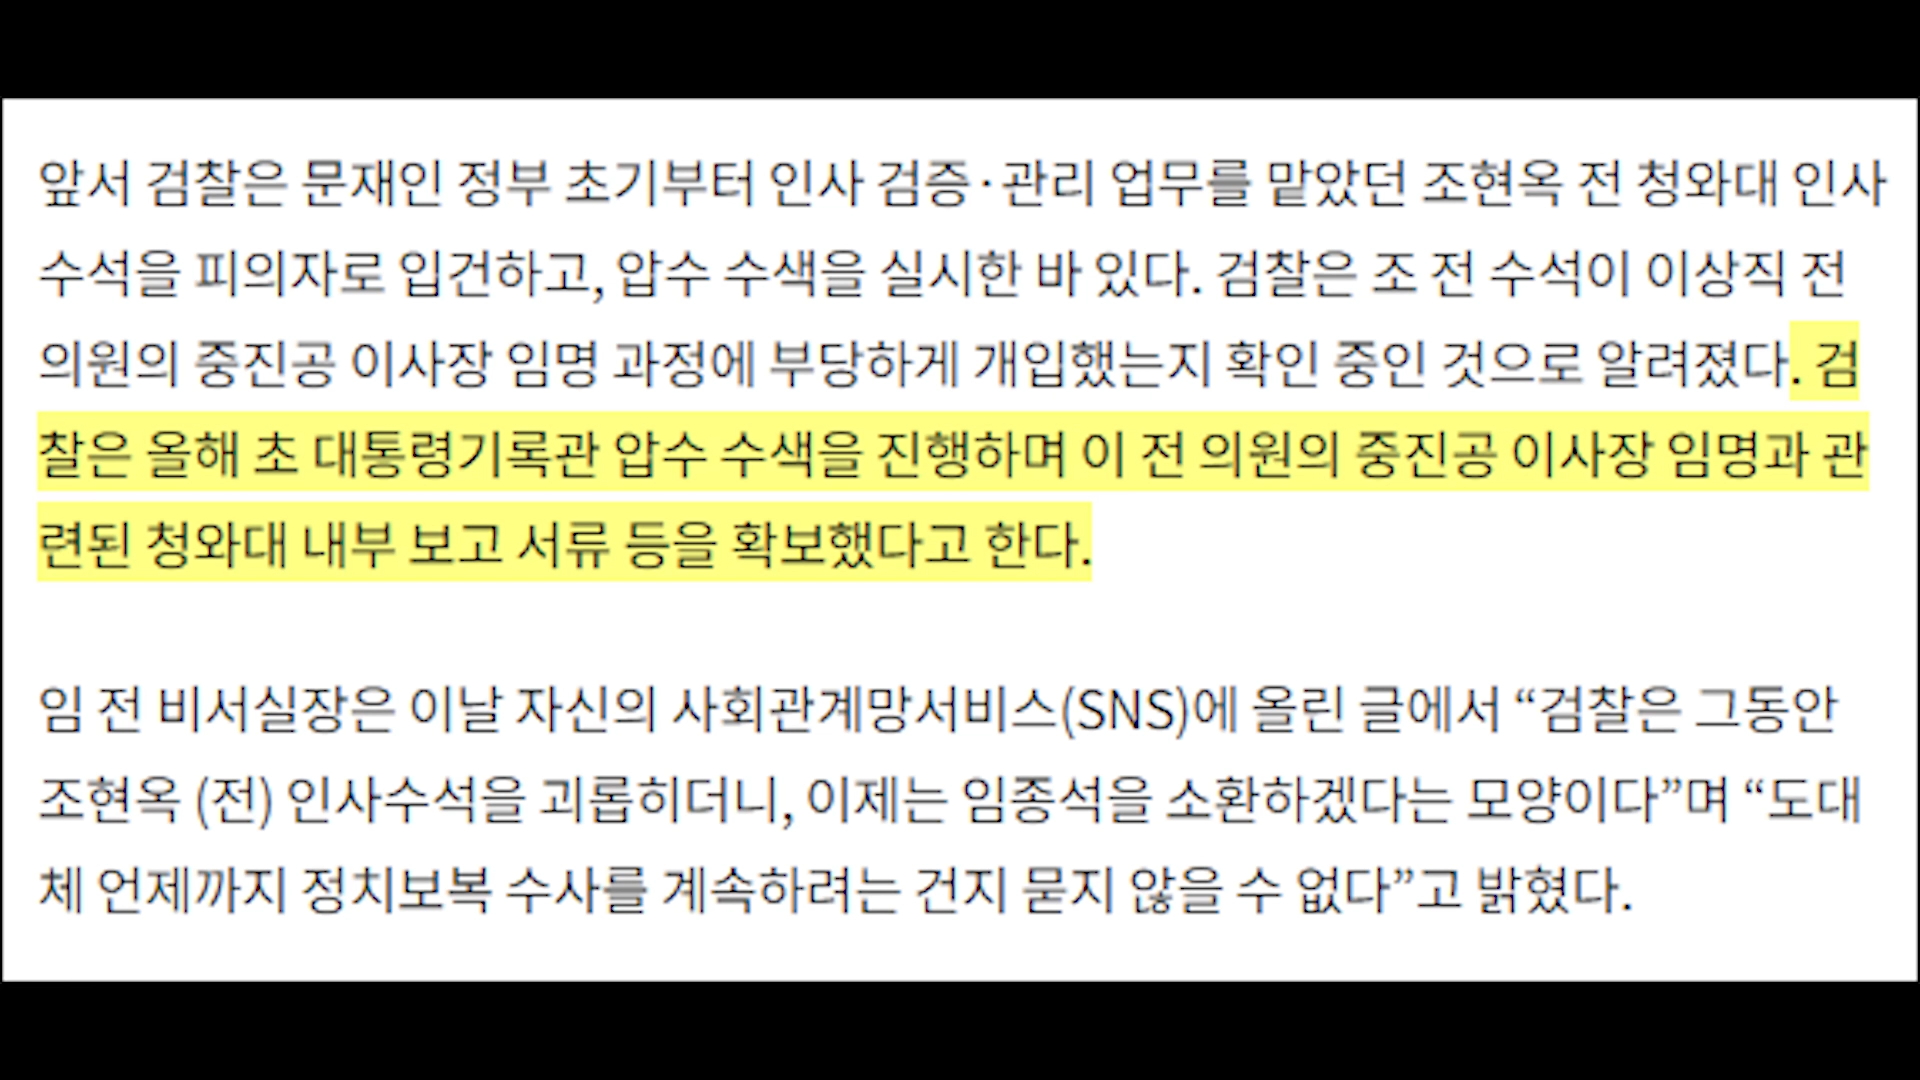 앞서 검찰은 문재인 정부 초기부터 인사 검증·관리 업무를 맡았던 조현옥 전 청와대 인사
수석을 피의자로 입건하고, 압수 수색을 실시한 바 있다. 검찰은 조 전 수석이 이상직 전
의원의 중진공 이사장 임명 과정에 부당하게 개입했는지 확인 중인 것으로 알려졌다. 검
찰은 올해 초 대통령기록관 압수 수색을 진행하며 이 전 의원의 중진공 이사장 임명과 관
련된 청와대 내부 보고 서류 등을 확보했다고 한다.
임 전 비서실장은 이날 자신의 사회관계망서비스(SNS)에 올린 글에서 “검찰은 그동안
조현옥 (전) 인사수석을 괴롭히더니, 이제는 임종석을 소환하겠다는 모양이다”며 “도대
체 언제까지 정치보복 수사를 계속하려는 건지 묻지 않을 수 없다”고 밝혔다.